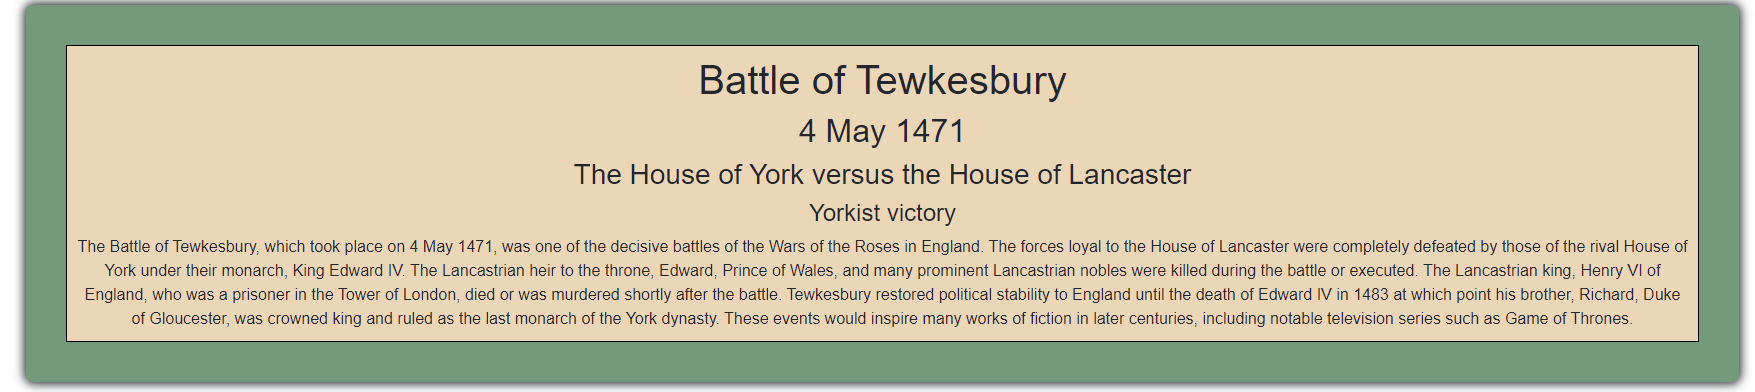 Battle of Tewkesbury
4 May 1471
The House of York versus the House of Lancaster
Yorkist victory
The Battle of Tewkesbury, which took place on 4 May 1471, was one of the decisive battles of the Wars of the Roses in England. The forces loyal to the House of Lancaster were completely defeated by those of the rival House of
York under their monarch, King Edward IV. The Lancastrian heir to the throne, Edward, Prince of Wales, and many prominent Lancastrian nobles were killed during the battle or executed. The Lancastrian king, Henry VI of
England, who was a prisoner in the Tower of London, died or was murdered shortly after the battle. Tewkesbury restored political stability to England until the death of Edward IV in 1483 at which point his brother, Richard, Duke
of Gloucester, was crowned king and ruled as the last monarch of the York dynasty. These events would inspire many works of fiction in later centuries, including notable television series such as Game of Thrones.